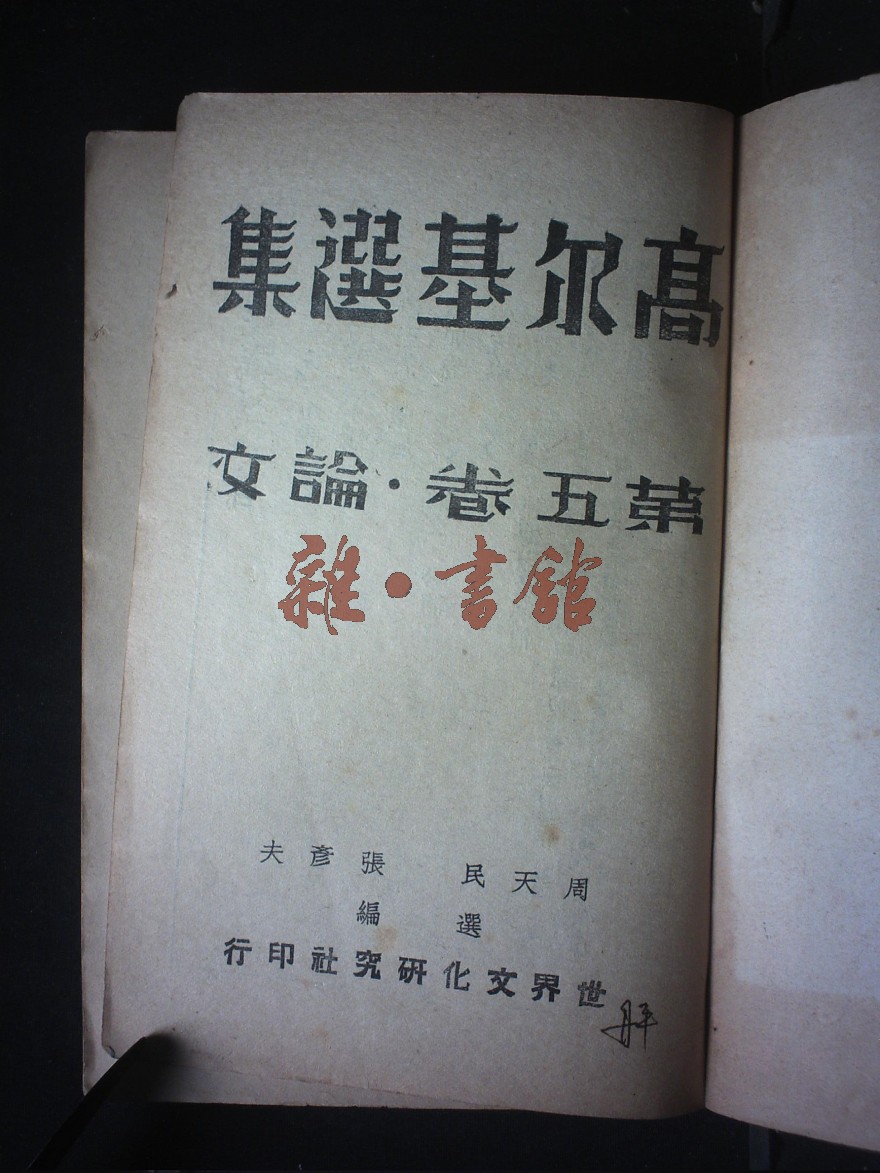 高尔基選集
第五卷·論文
雜•書館
周天民 張彥夫
選編
世界文化研究社印行